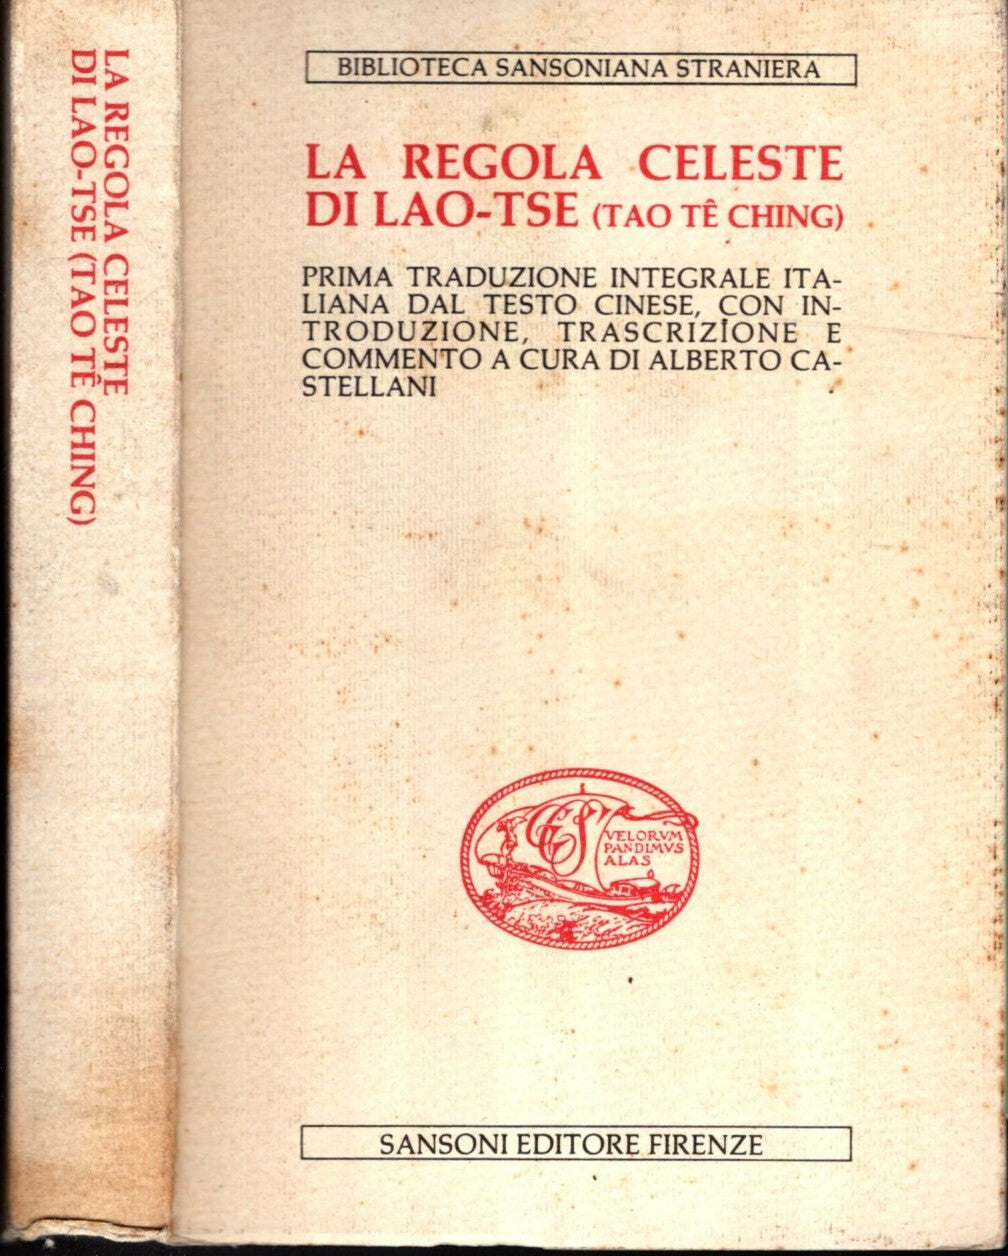 LA REGOLA CELESTE
DI LAO-TSE (TAO TÊ CHING)
BIBLIOTECA SANSONIANA STRANIERA
LA REGOLA CELESTE
DI LAO-TSE (TAO TÊ CHING)
PRIMA TRADUZIONE INTEGRALE ITA-
LIANA DAL TESTO CINESE, CON IN-
TRODUZIONE, TRASCRIZIONE E
COMMENTO A CURA DI ALBERTO CA-
STELLANI
GCS
VELORVM
PANDIMVS
ALAS
SANSONI EDITORE FIRENZE